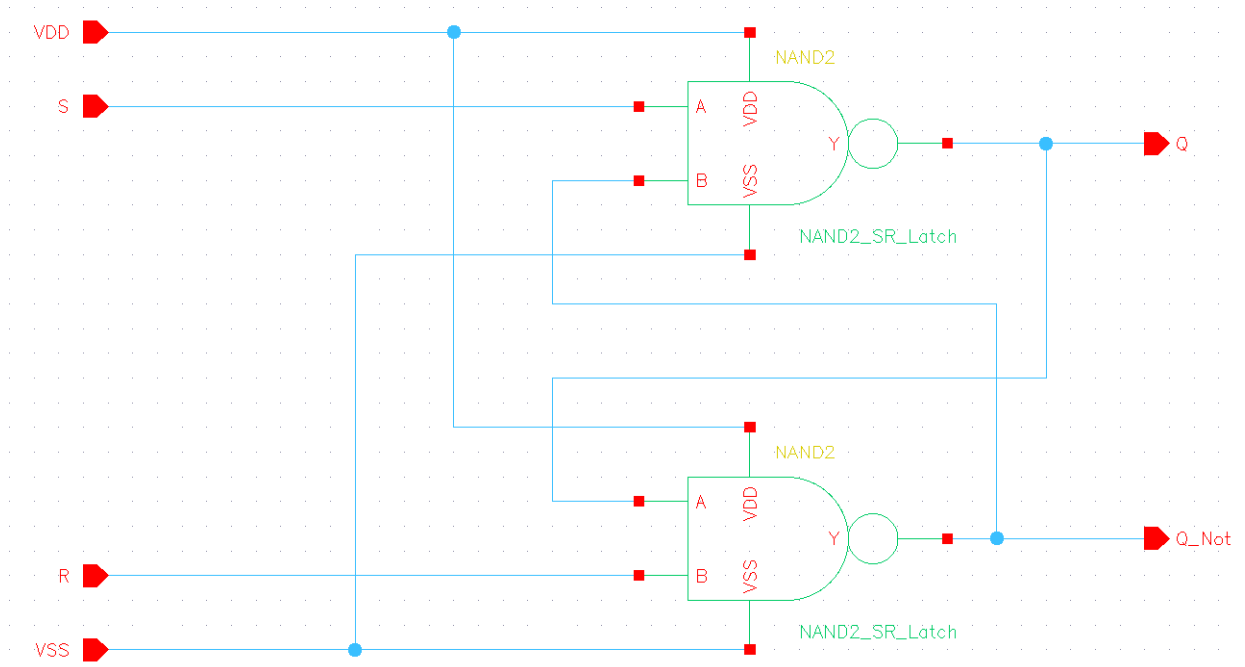 VDD
NAND2
S
A
VDD
Y
Q
B
VSS
NAND2_SR_Latch
NAND2
A
VDD
Y
Q_Not
R
B
VSS
NAND2_SR_Latch
VSS